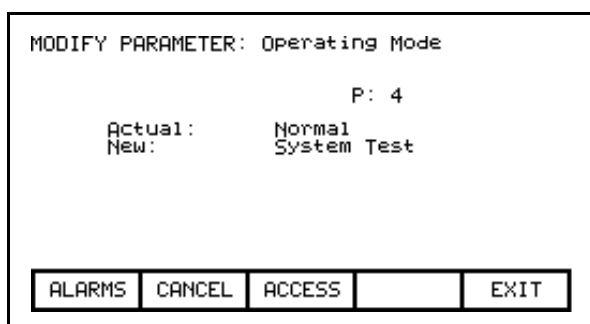 MODIFY PARAMETER: Operating Mode
P: 4
Actual: Normal
New: System Test
ALARMS CANCEL ACCESS EXIT